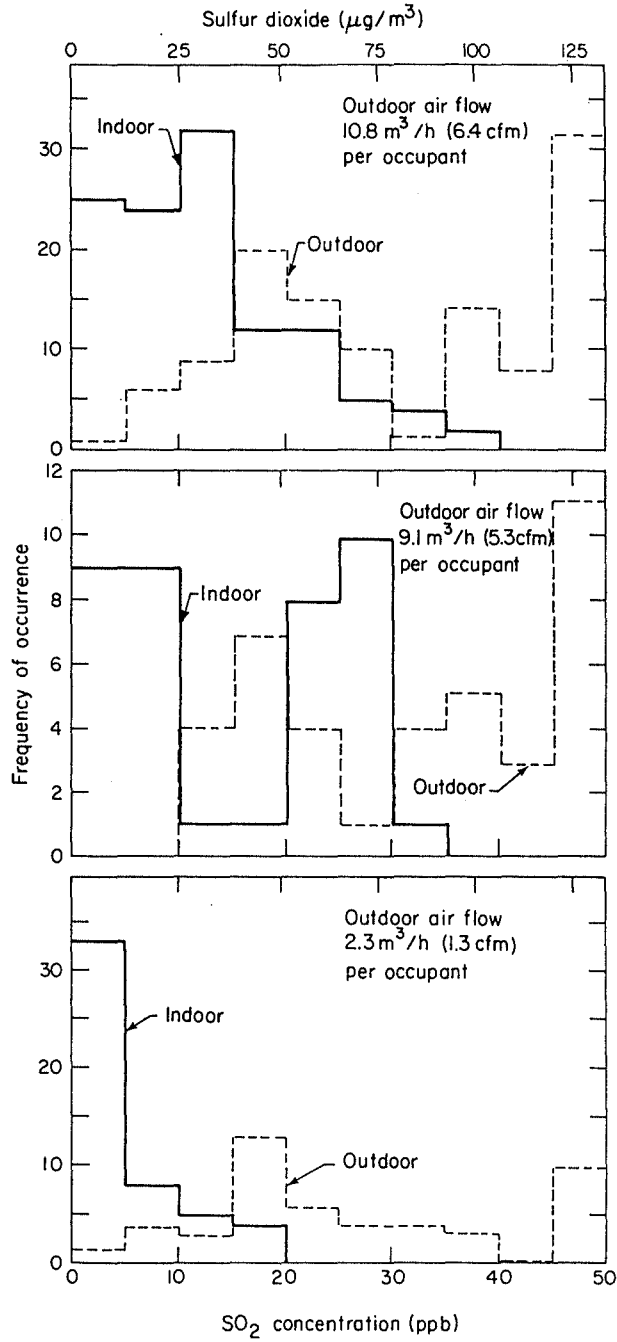 Sulfur dioxide (μg/m³)
0 25 50 75 100 125
Outdoor air flow
10.8 m³/h (6.4 cfm)
per occupant
Indoor
Outdoor
30
20
10
0
Outdoor air flow
9.1 m³/h (5.3cfm)
per occupant
Indoor
Outdoor
12
10
8
6
4
2
0
Frequency of occurrence
Outdoor air flow
2.3 m³/h (1.3 cfm)
per occupant
Indoor
Outdoor
30
20
10
0
0 10 20 30 40 50
SO₂ concentration (ppb)